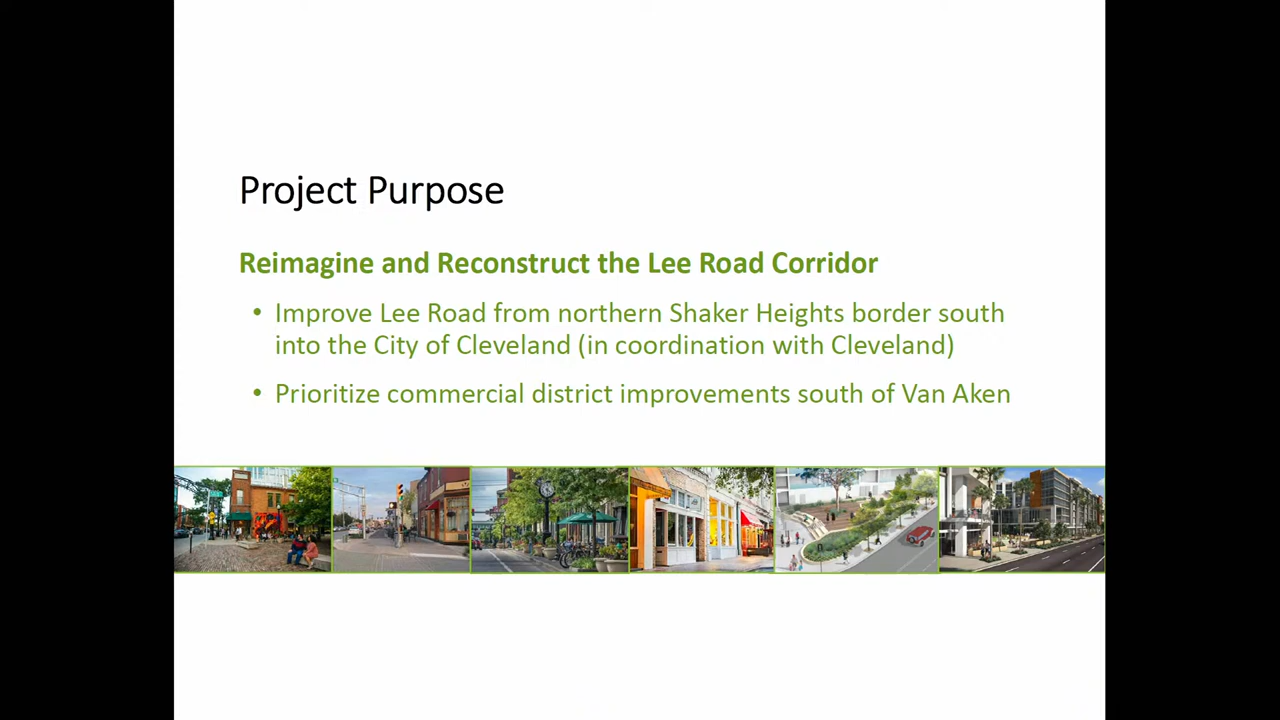 Project Purpose
Reimagine and Reconstruct the Lee Road Corridor
• Improve Lee Road from northern Shaker Heights border south
into the City of Cleveland (in coordination with Cleveland)
• Prioritize commercial district improvements south of Van Aken